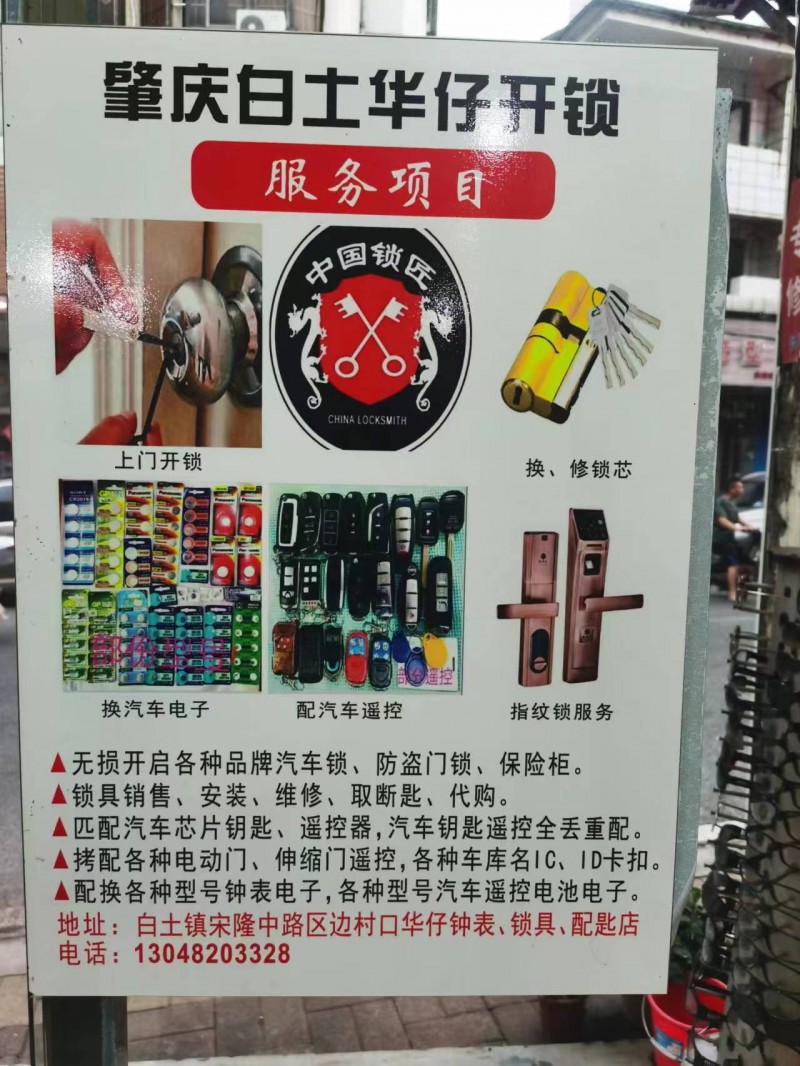 肇庆白土华仔开锁
服务项目
中国锁匠
CHINA LOCKSMITH
上门开锁
换、修锁芯
部份型号
部份遥控
换汽车电子
配汽车遥控
指纹锁服务
▲无损开启各种品牌汽车锁、防盗门锁、保险柜。
▲锁具销售、安装、维修、取断匙、代购。
▲匹配汽车芯片钥匙、遥控器,汽车钥匙遥控全丢重配。
▲拷配各种电动门、伸缩门遥控,各种车库名IC、ID卡扣。
▲配换各种型号钟表电子,各种型号汽车遥控电池电子。
地址：白土镇宋隆中路区边村口华仔钟表、锁具、配匙店
电话：13048203328